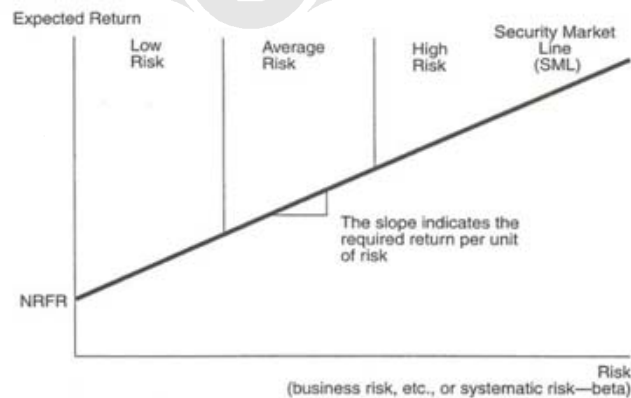 Expected Return
Low
Risk
Average
Risk
High
Risk
Security Market
Line
(SML)
The slope indicates the
required return per unit
of risk
NRFR
Risk
(business risk, etc., or systematic risk—beta)